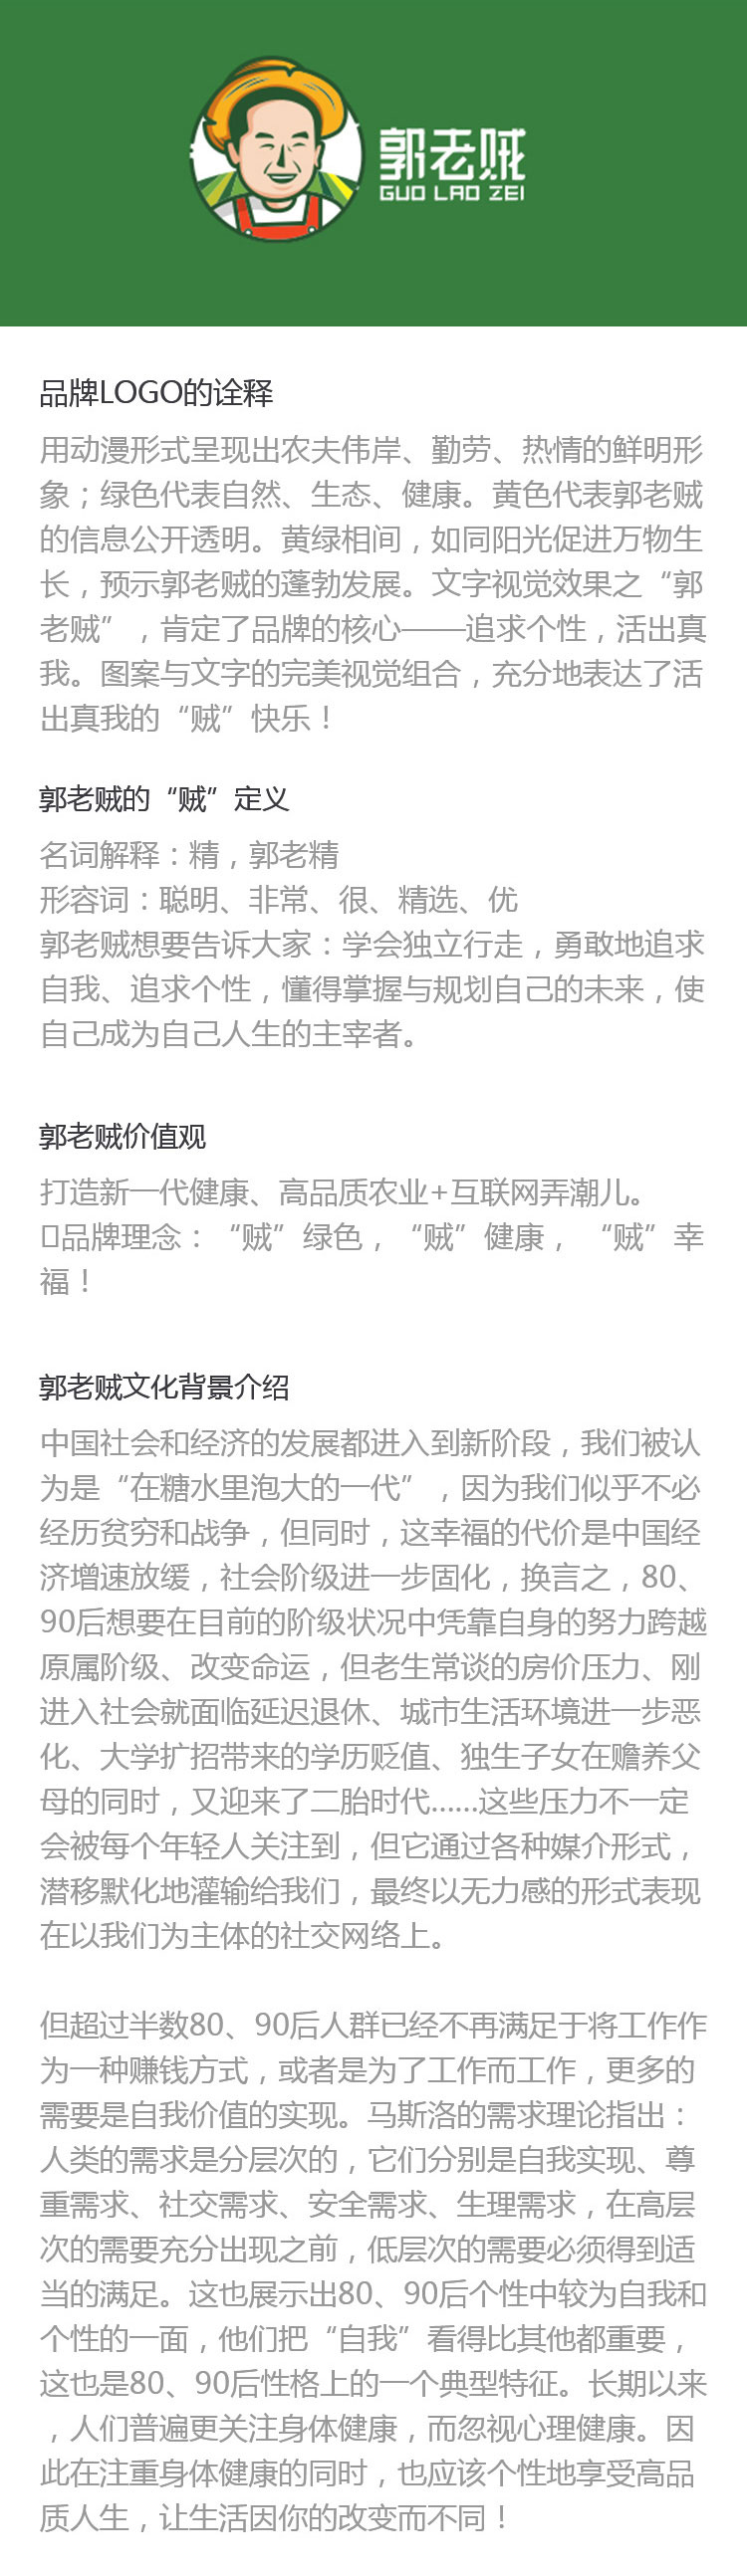 郭老贼
GUO LAO ZEI
品牌LOGO的诠释
用动漫形式呈现出农夫伟岸、勤劳、热情的鲜明形
象；绿色代表自然、生态、健康。黄色代表郭老贼
的信息公开透明。黄绿相间，如同阳光促进万物生
长，预示郭老贼的蓬勃发展。文字视觉效果之“郭
老贼”，肯定了品牌的核心——追求个性，活出真
我。图案与文字的完美视觉组合，充分地表达了活
出真我的“贼”快乐！
郭老贼的“贼”定义
名词解释：精，郭老精
形容词：聪明、非常、很、精选、优
郭老贼想要告诉大家：学会独立行走，勇敢地追求
自我、追求个性，懂得掌握与规划自己的未来，使
自己成为自己人生的主宰者。
郭老贼价值观
打造新一代健康、高品质农业+互联网弄潮儿。
品牌理念：“贼”绿色，“贼”健康，“贼”幸
福！
郭老贼文化背景介绍
中国社会和经济的发展都进入到新阶段，我们被认
为是“在糖水里泡大的一代”，因为我们似乎不必
经历贫穷和战争，但同时，这幸福的代价是中国经
济增速放缓，社会阶级进一步固化，换言之，80、
90后想要在目前的阶级状况中凭靠自身的努力跨越
原属阶级、改变命运，但老生常谈的房价压力、刚
进入社会就面临延迟退休、城市生活环境进一步恶
化、大学扩招带来的学历贬值、独生子女在赡养父
母的同时，又迎来了二胎时代......这些压力不一定
会被每个年轻人关注到，但它通过各种媒介形式，
潜移默化地灌输给我们，最终以无力感的形式表现
在以我们为主体的社交网络上。
但超过半数80、90后人群已经不再满足于将工作作
为一种赚钱方式，或者是为了工作而工作，更多的
需要是自我价值的实现。马斯洛的需求理论指出：
人类的需求是分层次的，它们分别是自我实现、尊
重需求、社交需求、安全需求、生理需求，在高层
次的需要充分出现之前，低层次的需要必须得到适
当的满足。这也展示出80、90后个性中较为自我和
个性的一面，他们把“自我”看得比其他都重要，
这也是80、90后性格上的一个典型特征。长期以来
，人们普遍更关注身体健康，而忽视心理健康。因
此在注重身体健康的同时，也应该个性地享受高品
质人生，让生活因你的改变而不同！